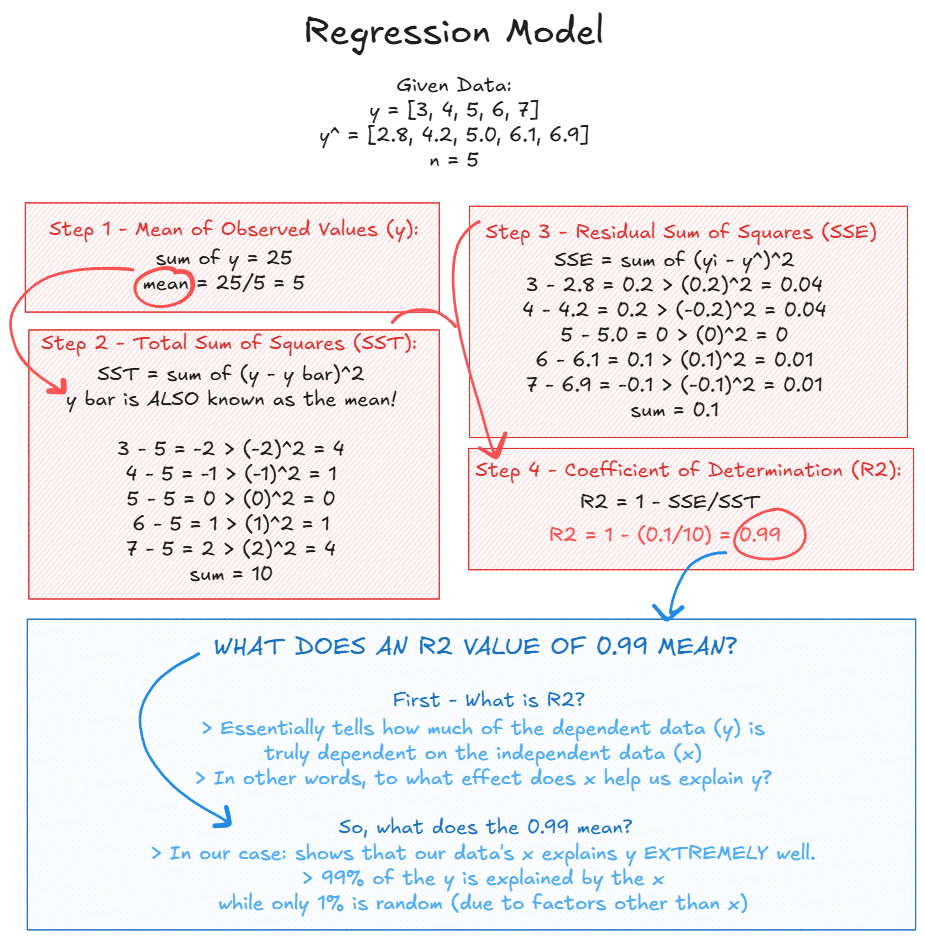 Regression Model
Given Data:
y = [3, 4, 5, 6, 7]
y^ = [2.8, 4.2, 5.0, 6.1, 6.9]
n = 5
Step 1 - Mean of Observed Values (y):
sum of y = 25
mean = 25/5 = 5
Step 2 - Total Sum of Squares (SST):
SST = sum of (y - y bar)^2
y bar is ALSO known as the mean!
3 - 5 = -2 > (-2)^2 = 4
4 - 5 = -1 > (-1)^2 = 1
5 - 5 = 0 > (0)^2 = 0
6 - 5 = 1 > (1)^2 = 1
7 - 5 = 2 > (2)^2 = 4
sum = 10
Step 3 - Residual Sum of Squares (SSE)
SSE = sum of (yi - y^)^2
3 - 2.8 = 0.2 > (0.2)^2 = 0.04
4 - 4.2 = 0.2 > (-0.2)^2 = 0.04
5 - 5.0 = 0 > (0)^2 = 0
6 - 6.1 = 0.1 > (0.1)^2 = 0.01
7 - 6.9 = -0.1 > (-0.1)^2 = 0.01
sum = 0.1
Step 4 - Coefficient of Determination (R2):
R2 = 1 - SSE/SST
R2 = 1 - (0.1/10) = 0.99
WHAT DOES AN R2 VALUE OF 0.99 MEAN?
First - What is R2?
> Essentially tells how much of the dependent data (y) is
truly dependent on the independent data (x)
> In other words, to what effect does x help us explain y?
So, what does the 0.99 mean?
> In our case: shows that our data's x explains y EXTREMELY well.
> 99% of the y is explained by the x
while only 1% is random (due to factors other than x)